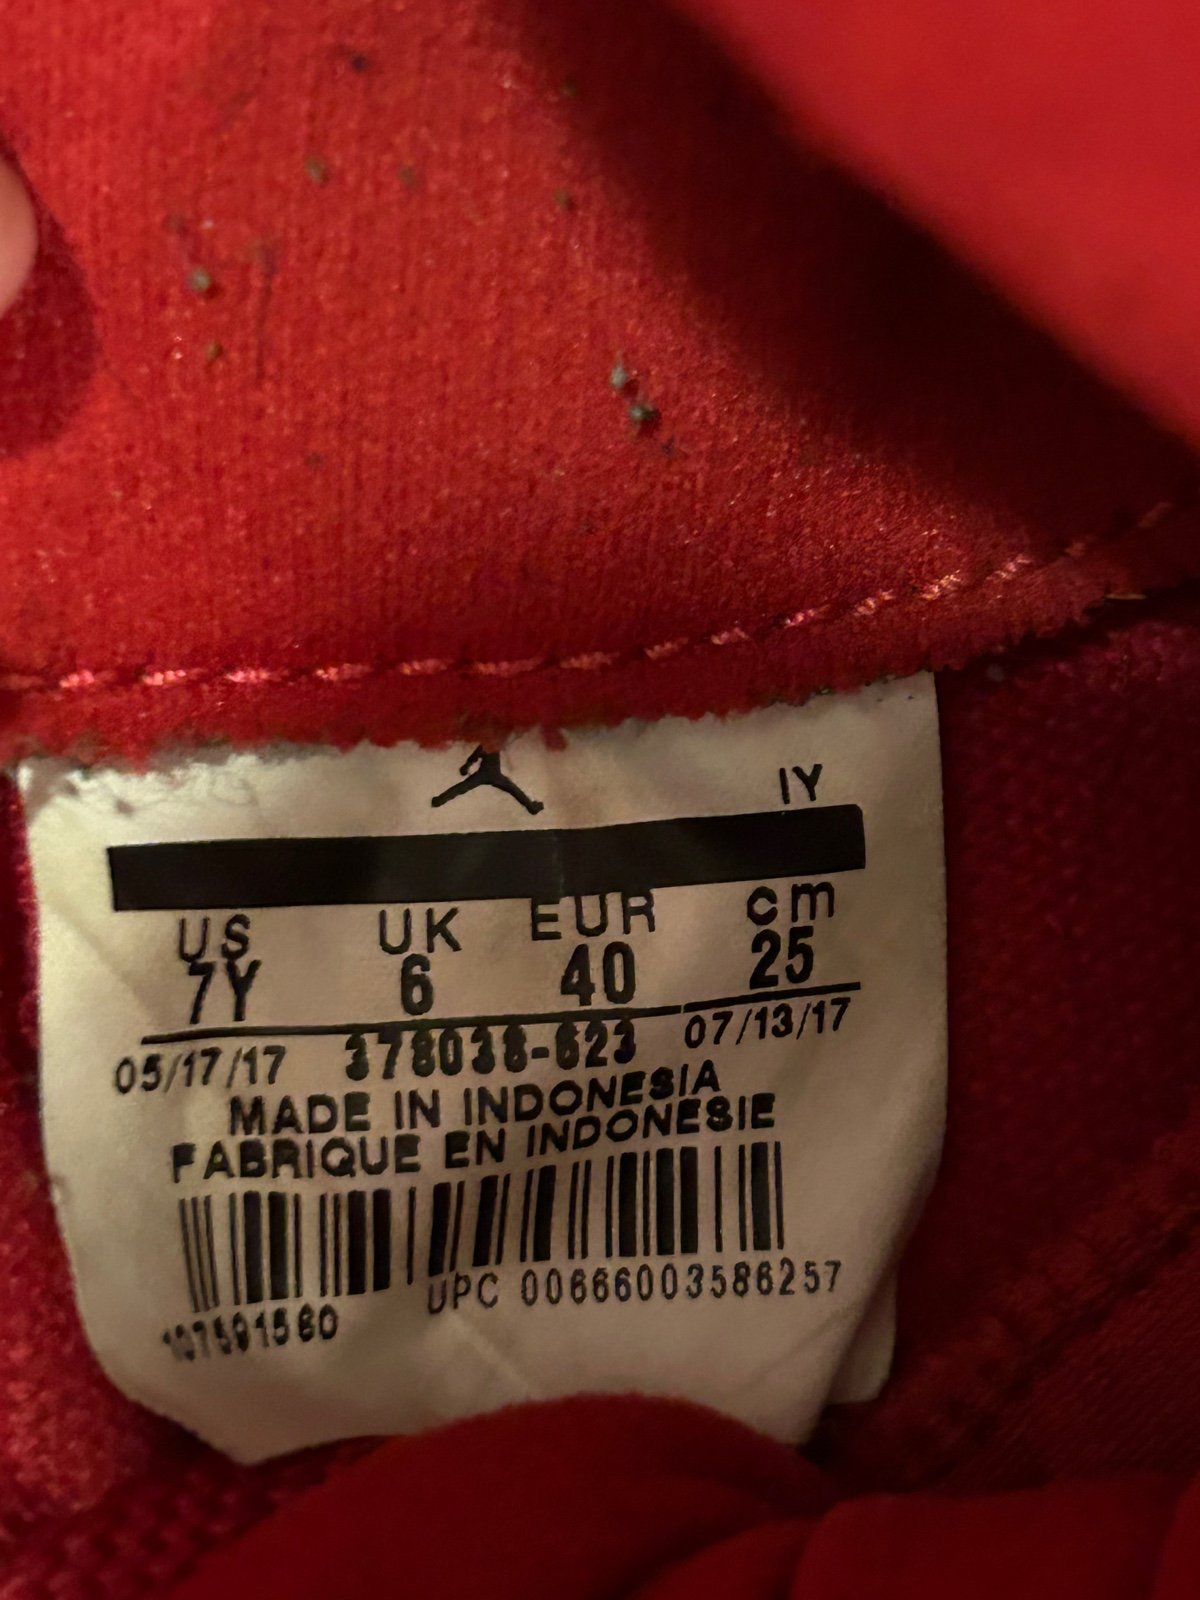 IY
US UK EUR cm
7Y 6 40 25
05/17/17 378038-623 07/13/17
MADE IN INDONESIA
FABRIQUE EN INDONESIE
UPC 00666003586257